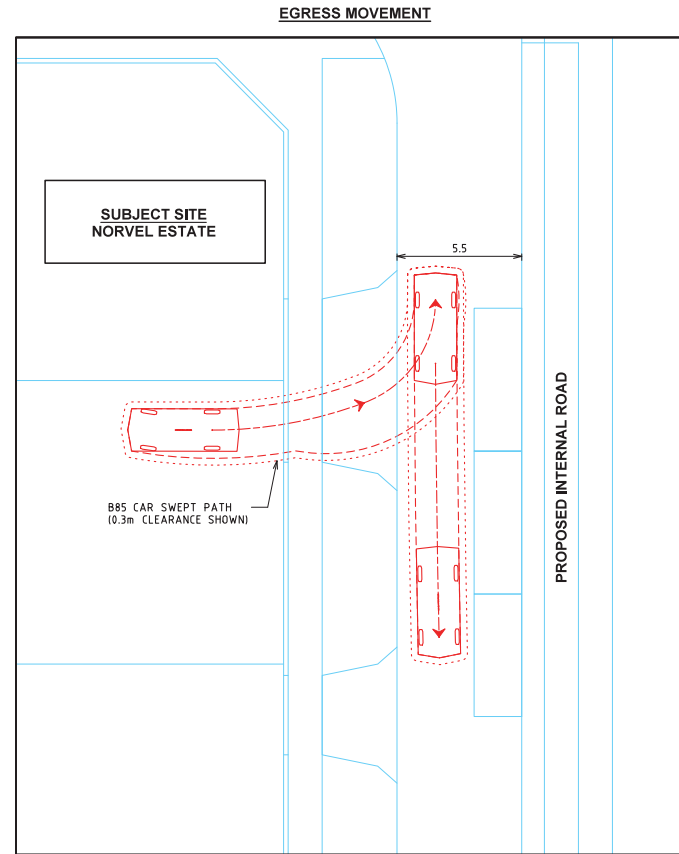 EGRESS MOVEMENT
SUBJECT SITE
NORVEL ESTATE
5.5
B85 CAR SWEPT PATH
(0.3m CLEARANCE SHOWN)
PROPOSED INTERNAL ROAD